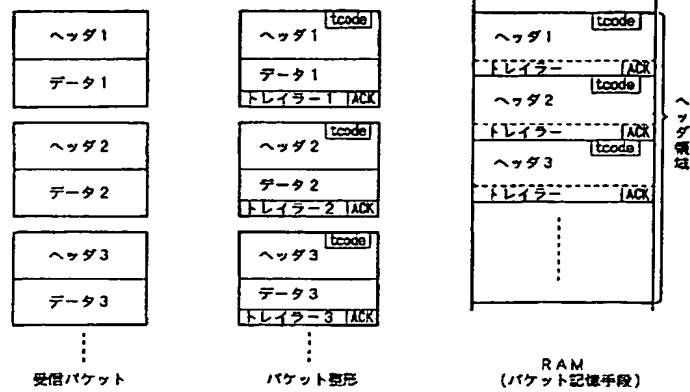 ヘッダ1
データ1
ヘッダ2
データ2
ヘッダ3
データ3
受信パケット
tcode
ヘッダ1
データ1
トレイラー1 ACK
tcode
ヘッダ2
データ2
トレイラー2 ACK
tcode
ヘッダ3
データ3
トレイラー3 ACK
パケット整形
tcode
ヘッダ1
トレイラー ACK
tcode
ヘッダ2
トレイラー ACK
tcode
ヘッダ3
トレイラー ACK
ヘッダ領域
RAM
(パケット記憶手段)